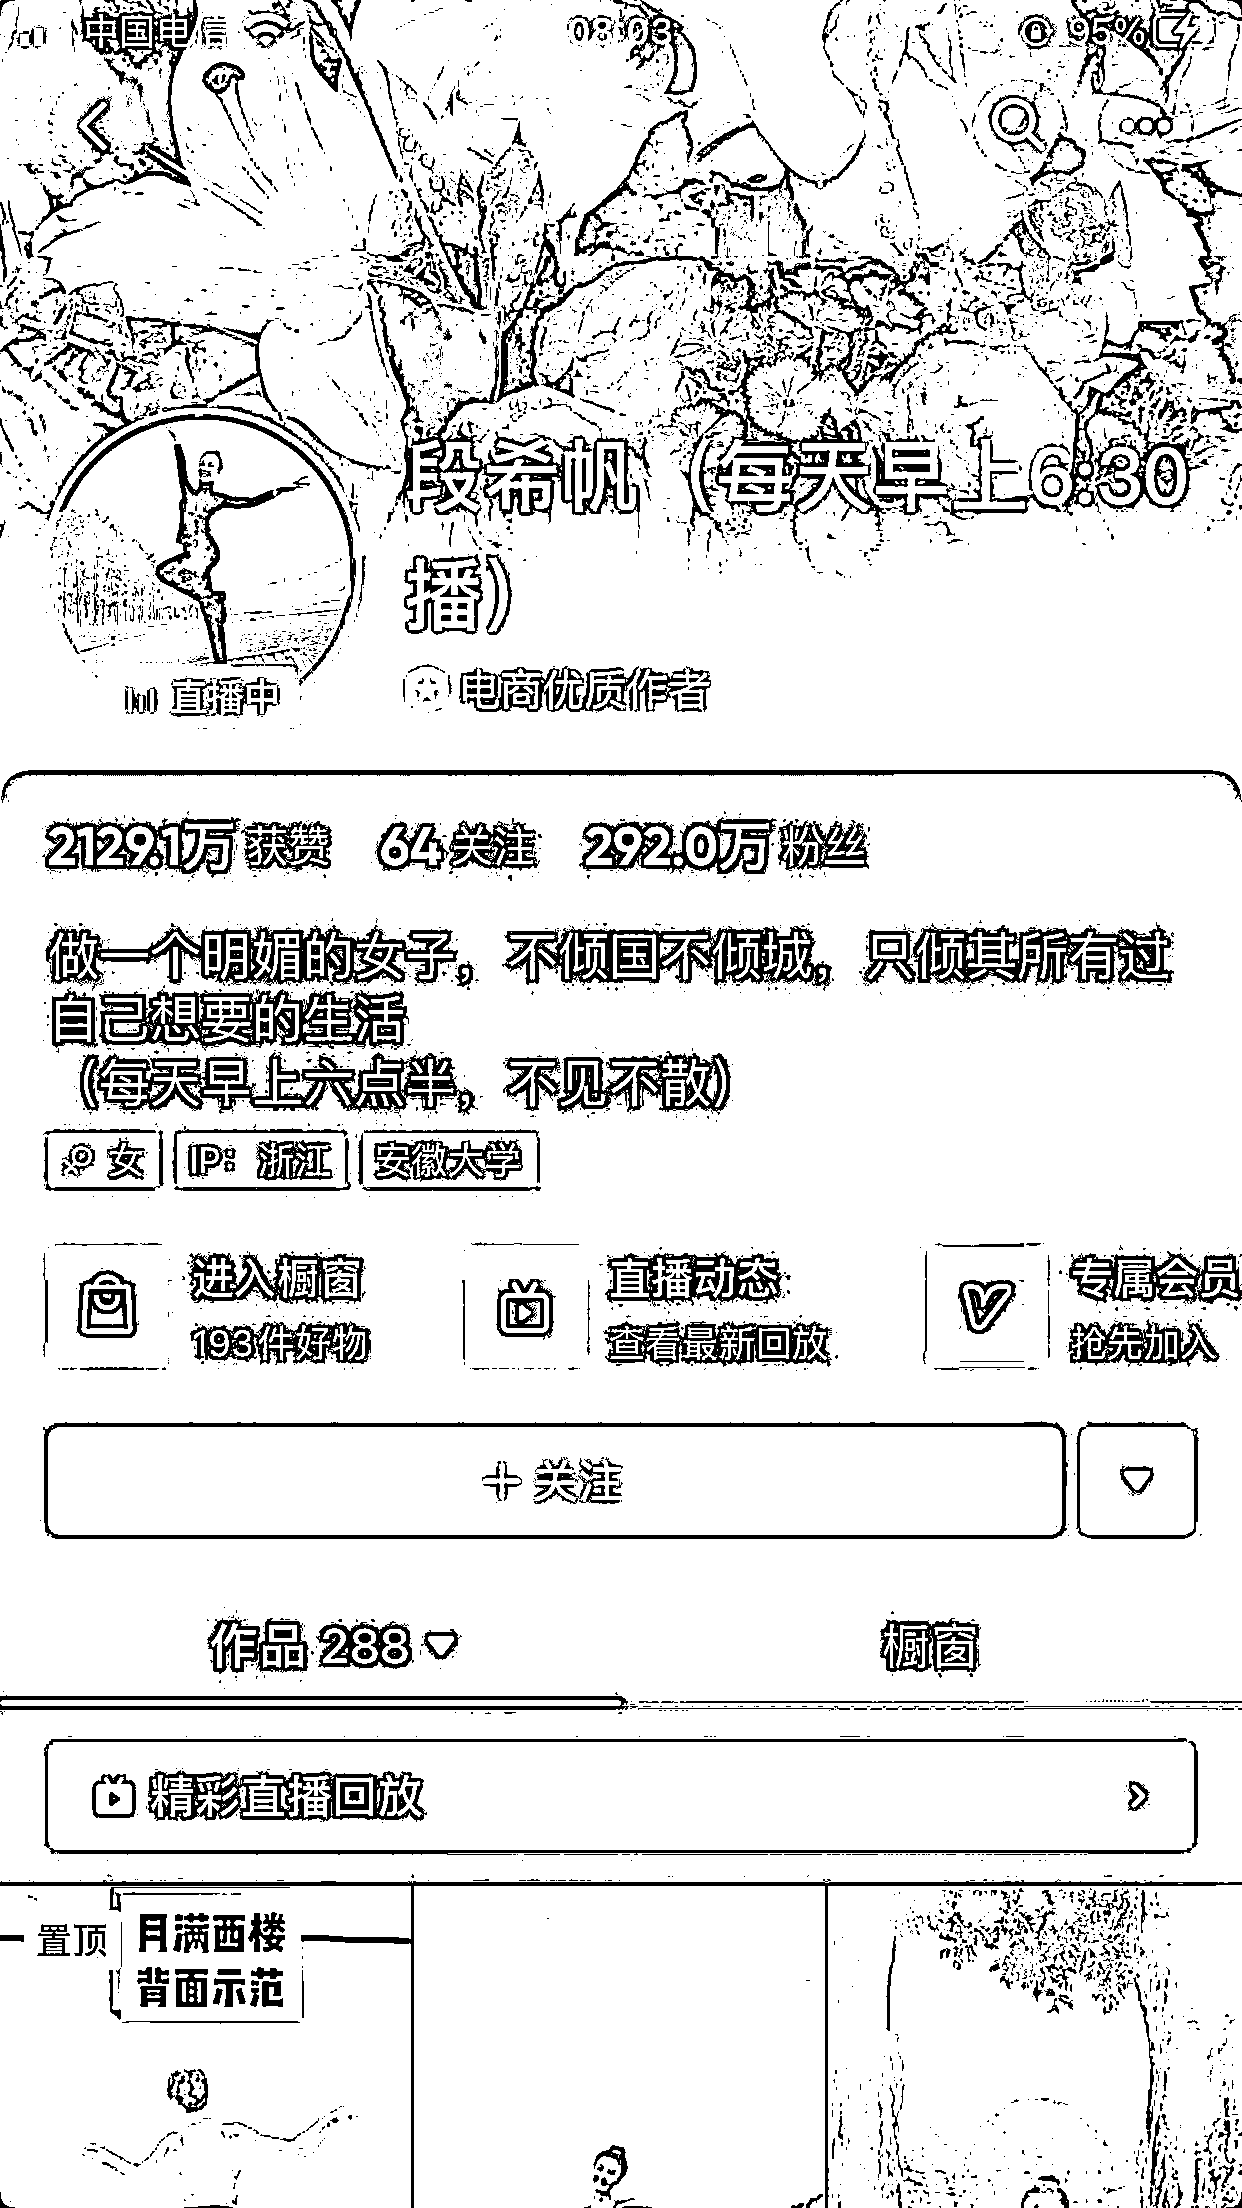 中国电信 08:03 95%
段希帆（每天早上6:30
播）
直播中
电商优质作者
2129.1万 获赞 64 关注 292.0万 粉丝
做一个明媚的女子，不倾国不倾城，只倾其所有过
自己想要的生活
（每天早上六点半，不见不散）
女 IP：浙江 安徽大学
进入橱窗 直播动态 专属会员
193件好物 查看最新回放 抢先加入
+ 关注
作品 288 橱窗
精彩直播回放
置顶
月满西楼
背面示范